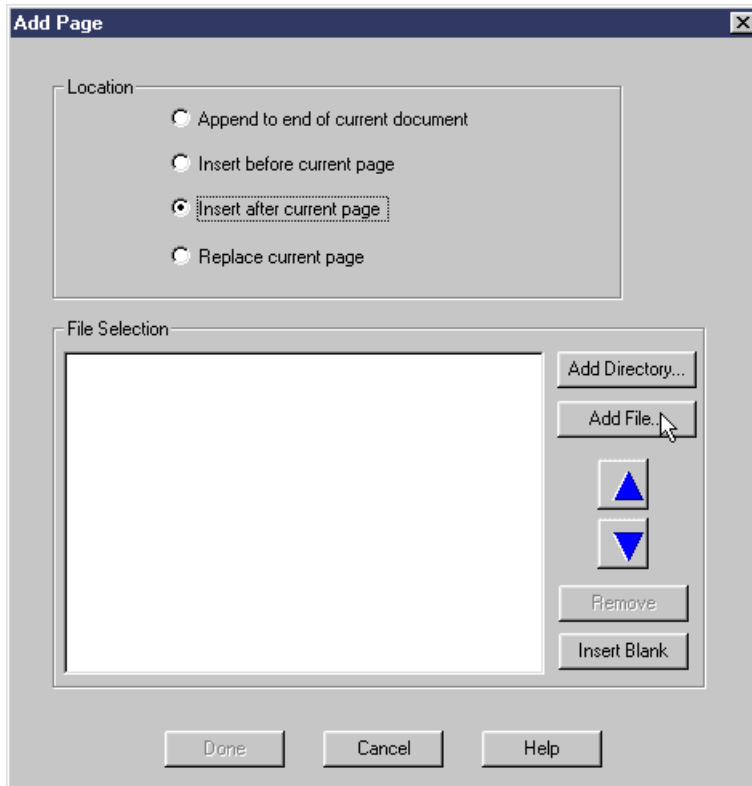 Add Page
Location
Append to end of current document
Insert before current page
Insert after current page
Replace current page
File Selection
Add Directory...
Add File...
Remove
Insert Blank
Done
Cancel
Help